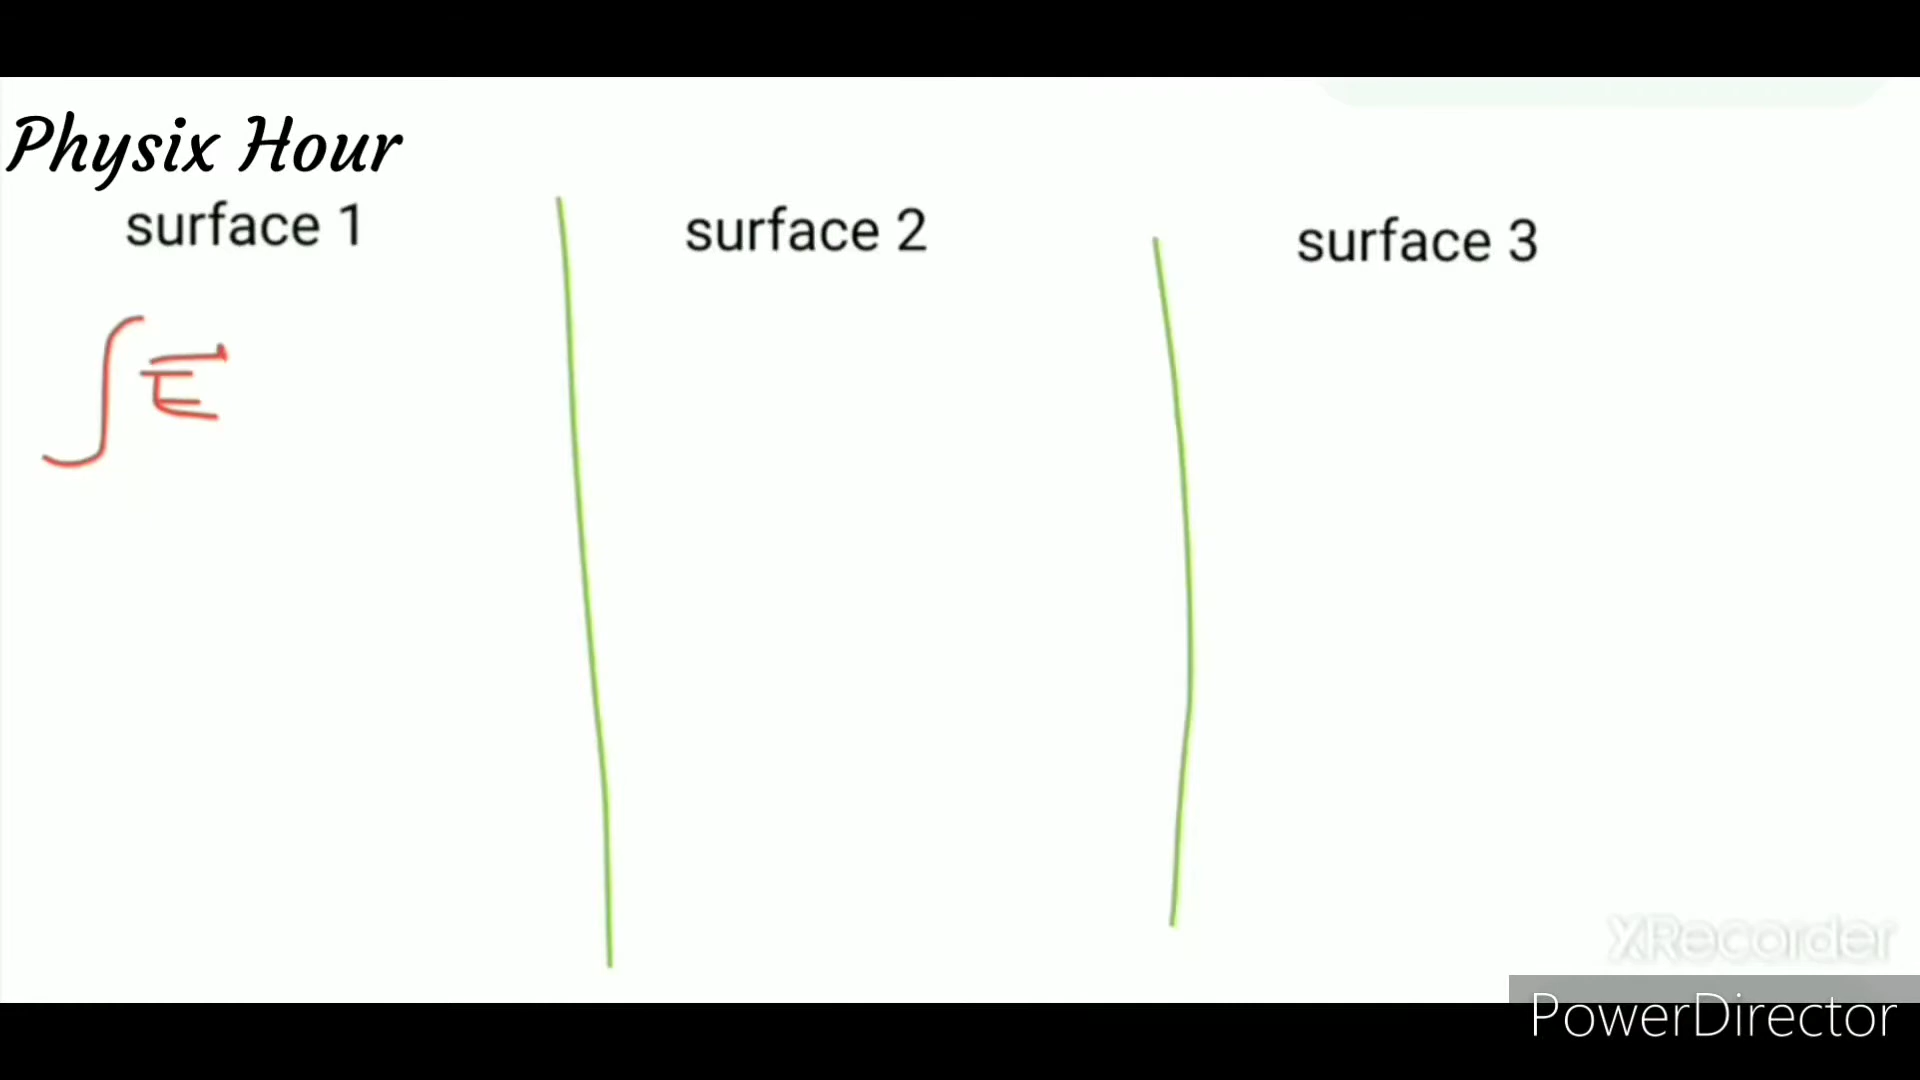 Physix Hour
surface 1
surface 2
surface 3
∫E
XRecorder
PowerDirector